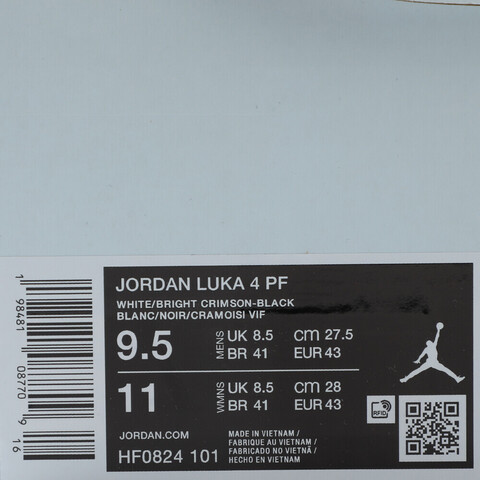 JORDAN LUKA 4 PF
WHITE/BRIGHT CRIMSON-BLACK
BLANC/NOIR/CRAMOISI VIF
9.5 MENS UK 8.5 CM 27.5
BR 41 EUR 43
11 WMNS UK 8.5 CM 28
BR 41 EUR 43
JORDAN.COM
HF0824 101
MADE IN VIETNAM /
FABRIQUE AU VIETNAM /
FABRICADO NO VIETNÃ /
HECHO EN VIETNAM
RFID
1 98481 08770 9 16